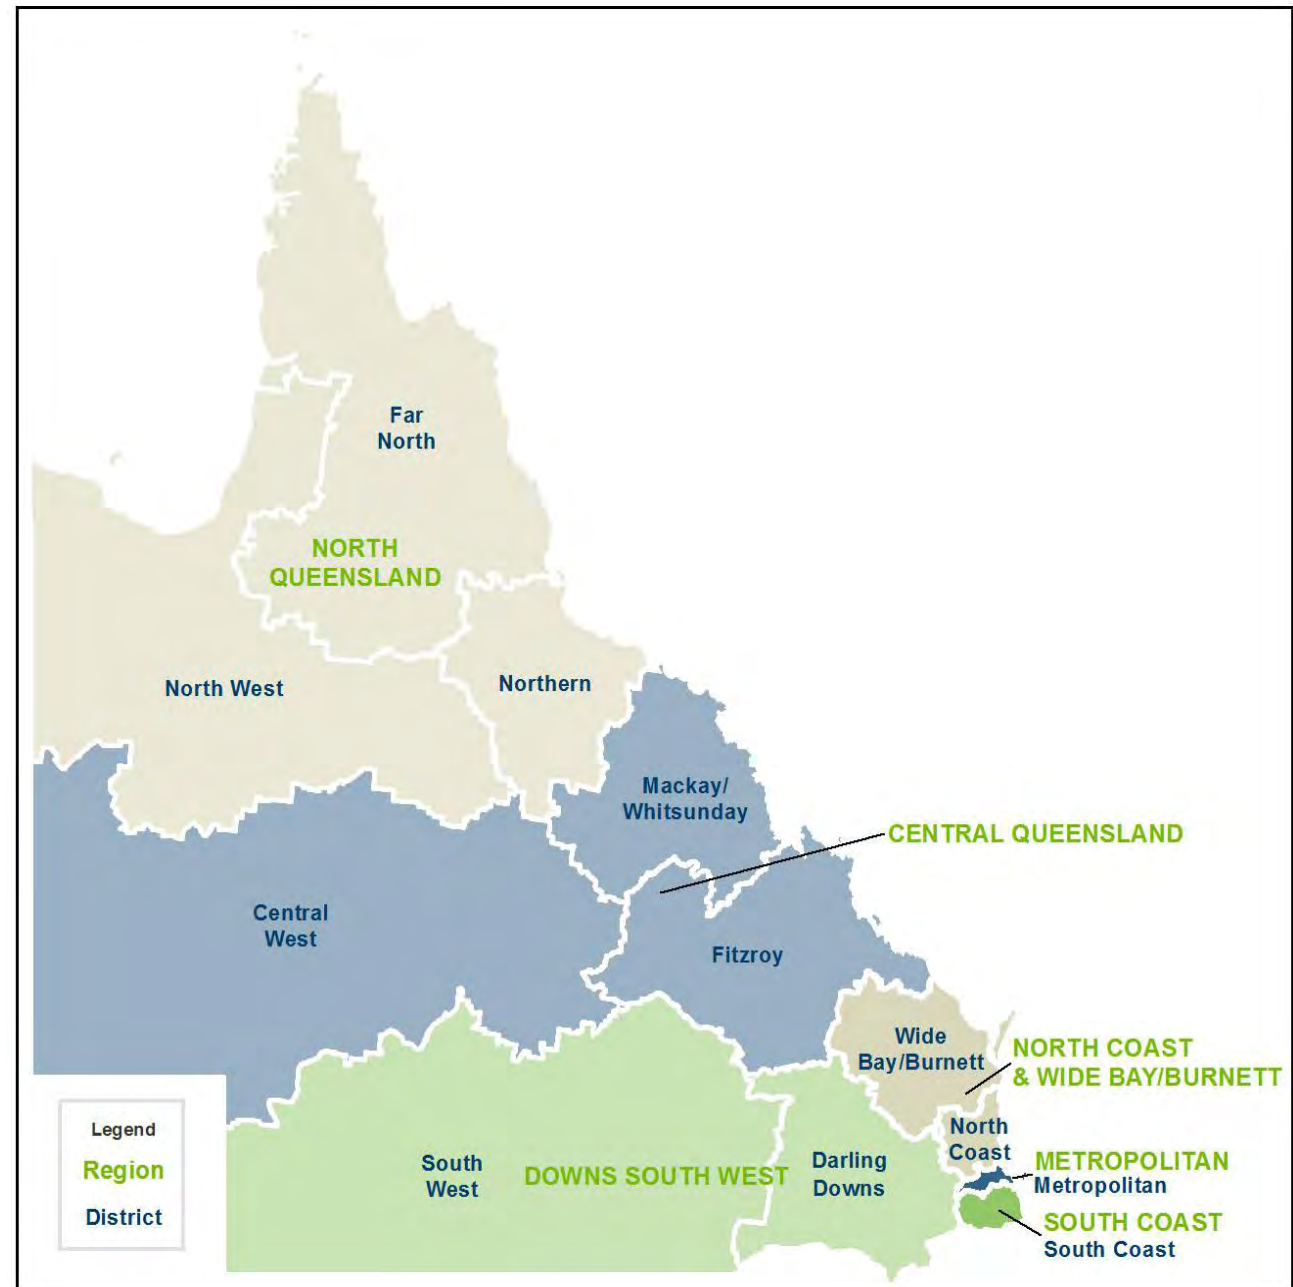 Far
North
NORTH
QUEENSLAND
North West
Northern
Mackay/
Whitsunday
CENTRAL QUEENSLAND
Central
West
Fitzroy
Wide
Bay/Burnett
NORTH COAST
& WIDE BAY/BURNETT
North
Coast
South
West
DOWNS SOUTH WEST
Darling
Downs
METROPOLITAN
Metropolitan
SOUTH COAST
South Coast
Legend
Region
District